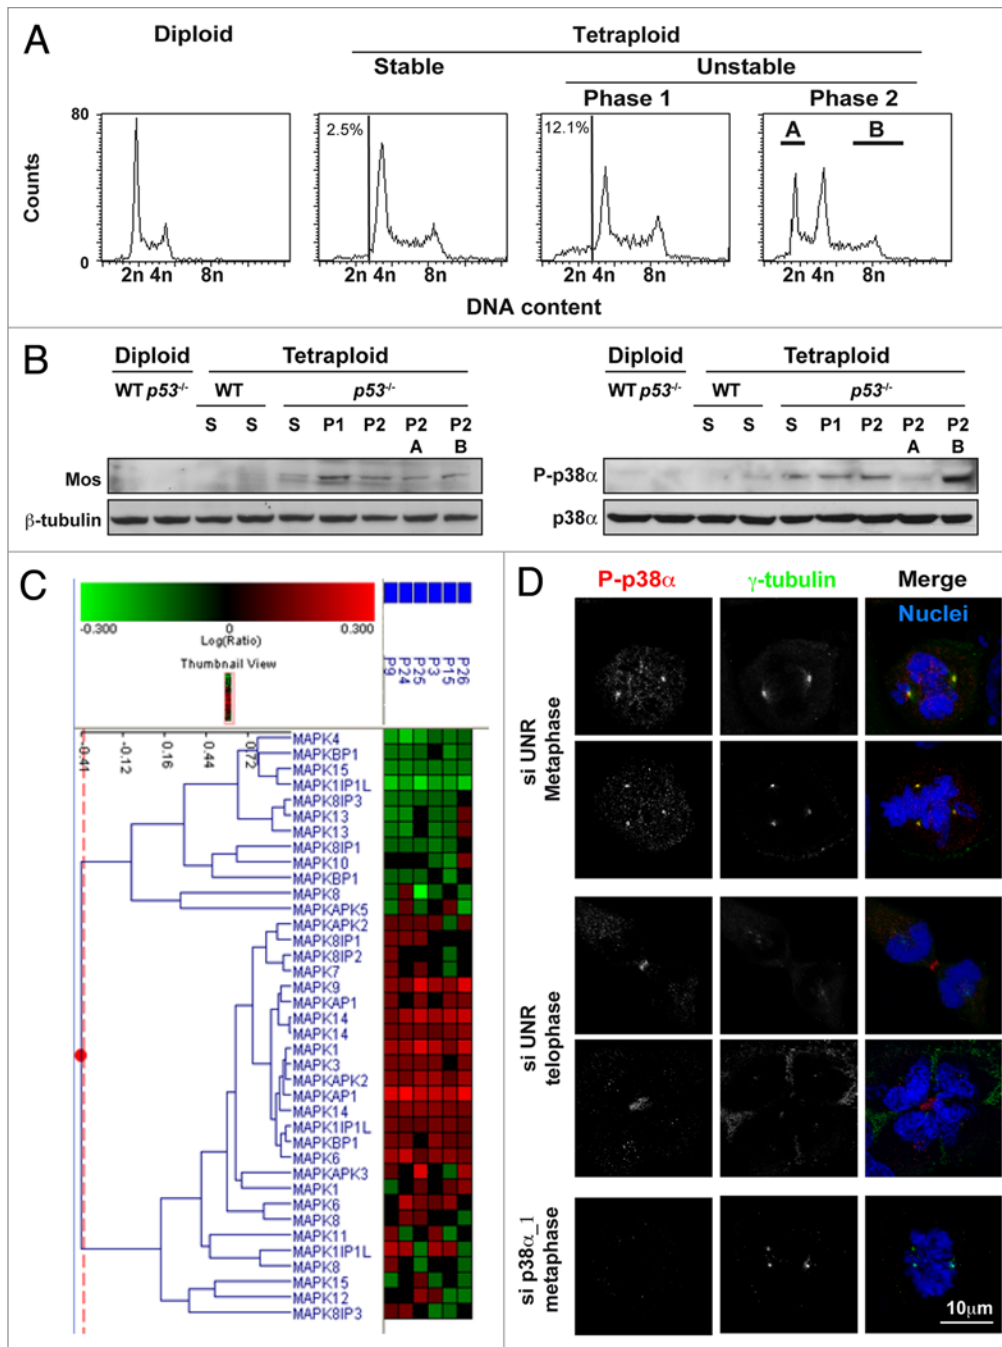 A
Diploid
Tetraploid
Stable
Unstable
Phase 1
Phase 2
80
0
Counts
2.5%
12.1%
A
B
2n 4n 8n
4n 8n
2n 4n 8n
2n 4n 8n
DNA content
B
Diploid
Tetraploid
WT p53-/-
WT
p53-/-
S S S P1 P2 P2 A P2 B
Mos
β-tubulin
Diploid
Tetraploid
WT p53-/-
WT
p53-/-
S S S P1 P2 P2 A P2 B
P-p38α
p38α
C
-0.300 0 0.300
Log(Ratio)
Thumbnail View
P9 P24 P25 P3 P15 P26
-0.41 -0.12 0.16 0.44 0.72
MAPK4
MAPKBP1
MAPK15
MAPK1IP1L
MAPK8IP3
MAPK13
MAPK13
MAPK8IP1
MAPK10
MAPKBP1
MAPK8
MAPKAPK5
MAPKAPK2
MAPK8IP1
MAPK8IP2
MAPK7
MAPK9
MAPKAP1
MAPK14
MAPK14
MAPK1
MAPK3
MAPKAPK2
MAPKAP1
MAPK14
MAPK1IP1L
MAPKBP1
MAPK6
MAPKAPK3
MAPK1
MAPK6
MAPK8
MAPK11
MAPK1IP1L
MAPK8
MAPK15
MAPK12
MAPK8IP3
D
P-p38α
γ-tubulin
Merge
Nuclei
si UNR
Metaphase
si UNR
telophase
si p38α_1
metaphase
10µm